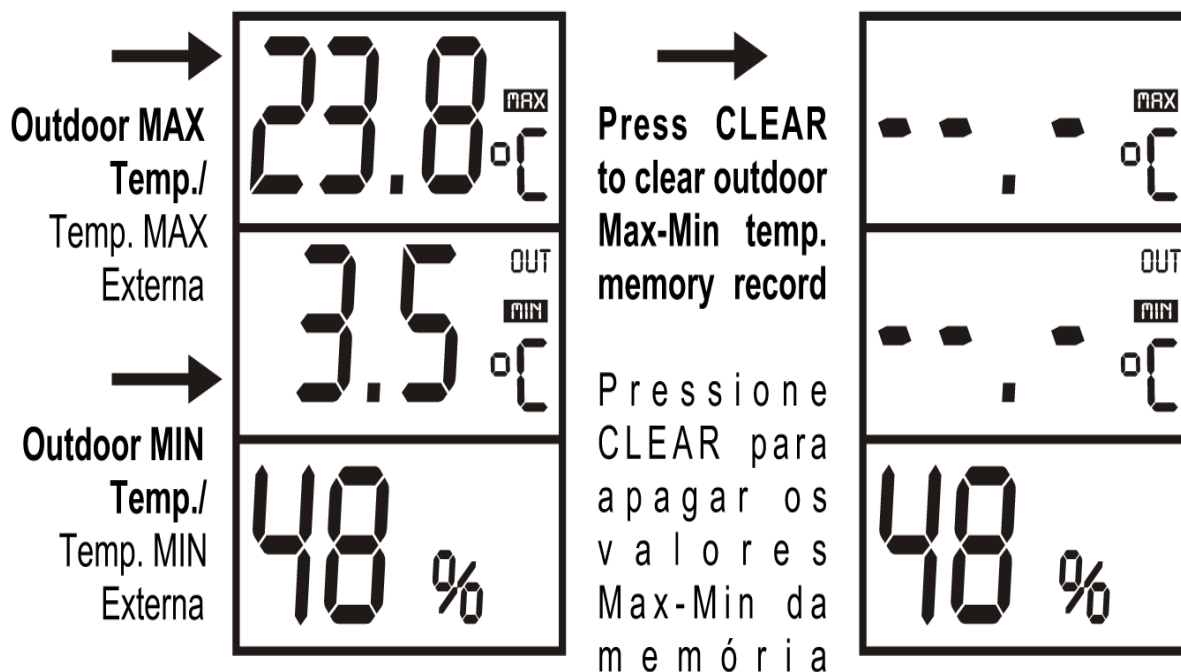 Outdoor MAX
Temp./
Temp. MAX
Externa
Outdoor MIN
Temp./
Temp. MIN
Externa
23.8
MAX
°C
OUT
MIN
3.5
°C
48
%
Press CLEAR
to clear outdoor
Max-Min temp.
memory record
Pressione
CLEAR para
apagar os
valores
Max-Min da
memória
MAX
--.-
°C
OUT
MIN
--.-
°C
48
%